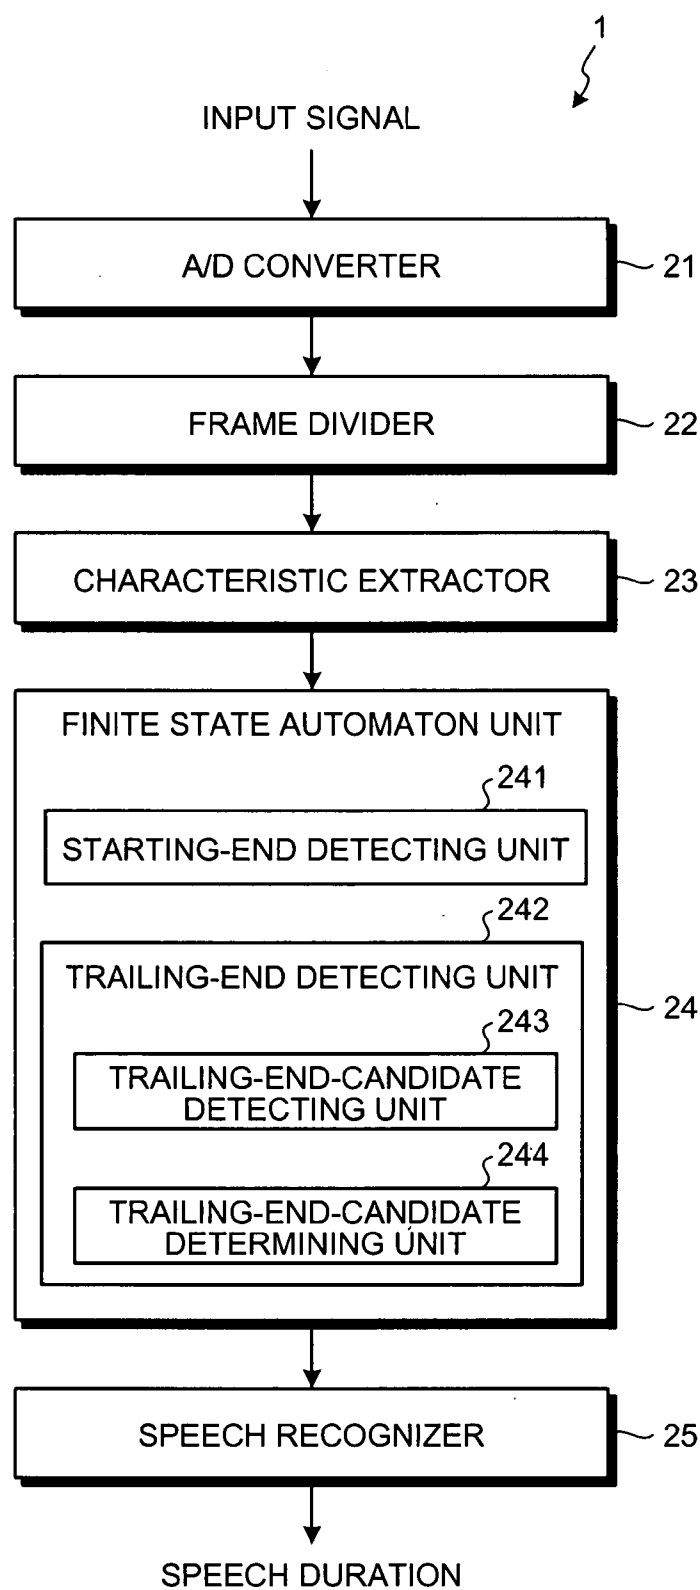 1
INPUT SIGNAL
A/D CONVERTER
21
FRAME DIVIDER
22
CHARACTERISTIC EXTRACTOR
23
FINITE STATE AUTOMATON UNIT
241
STARTING-END DETECTING UNIT
242
TRAILING-END DETECTING UNIT
24
243
TRAILING-END-CANDIDATE
DETECTING UNIT
244
TRAILING-END-CANDIDATE
DETERMINING UNIT
SPEECH RECOGNIZER
25
SPEECH DURATION